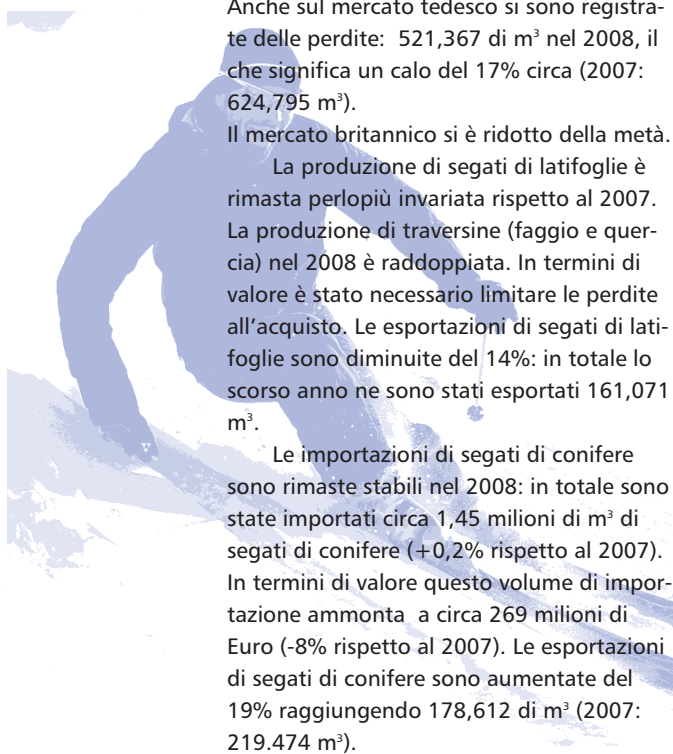 Anche sul mercato tedesco si sono registra-
te delle perdite:  521,367 di m³ nel 2008, il
che significa un calo del 17% circa (2007:
624,795 m³).
Il mercato britannico si è ridotto della metà.
La produzione di segati di latifoglie è
rimasta perlopiù invariata rispetto al 2007.
La produzione di traversine (faggio e quer-
cia) nel 2008 è raddoppiata. In termini di
valore è stato necessario limitare le perdite
all’acquisto. Le esportazioni di segati di lati-
foglie sono diminuite del 14%: in totale lo
scorso anno ne sono stati esportati 161,071
m³.
Le importazioni di segati di conifere
sono rimaste stabili nel 2008: in totale sono
state importati circa 1,45 milioni di m³ di
segati di conifere (+0,2% rispetto al 2007).
In termini di valore questo volume di impor-
tazione ammonta  a circa 269 milioni di
Euro (-8% rispetto al 2007). Le esportazioni
di segati di conifere sono aumentate del
19% raggiungendo 178,612 di m³ (2007:
219.474 m³).